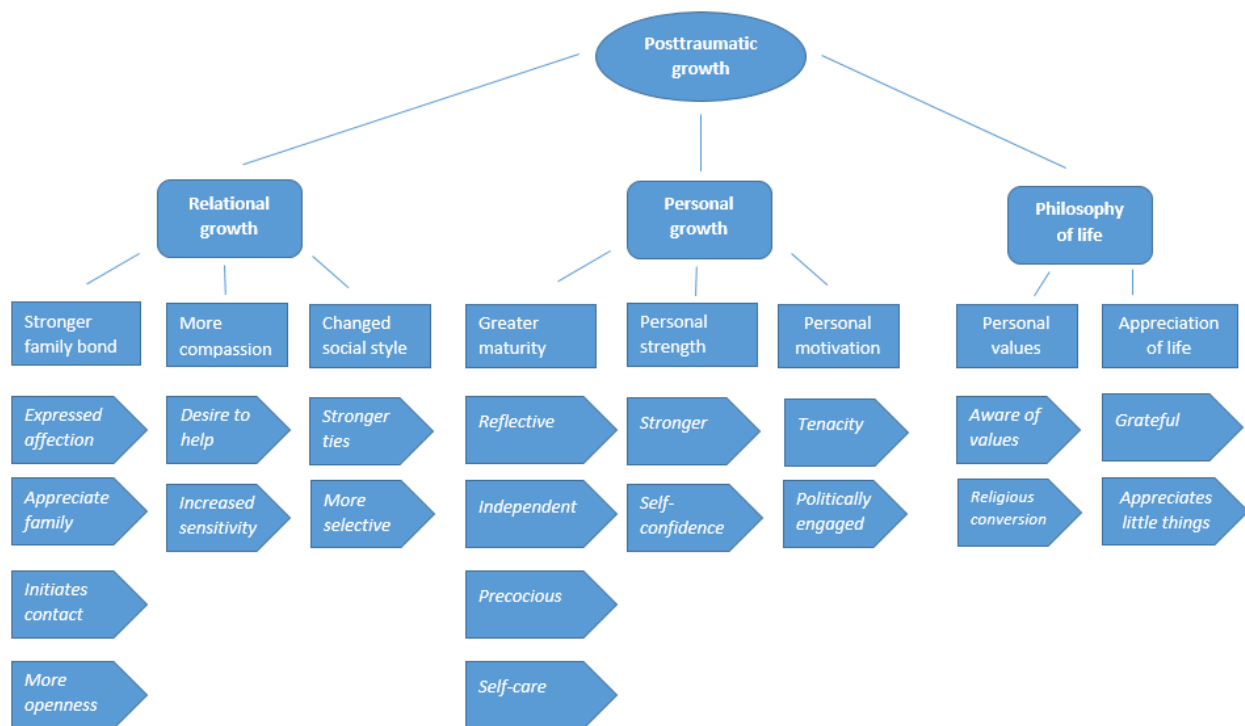 Posttraumatic
growth
Relational
growth
Personal
growth
Philosophy
of life
Stronger
family bond
More
compassion
Changed
social style
Greater
maturity
Personal
strength
Personal
motivation
Personal
values
Appreciation
of life
Expressed
affection
Desire to
help
Stronger
ties
Reflective
Stronger
Tenacity
Aware of
values
Grateful
Appreciate
family
Increased
sensitivity
More
selective
Independent
Self-
confidence
Politically
engaged
Religious
conversion
Appreciates
little things
Initiates
contact
Precocious
More
openness
Self-care